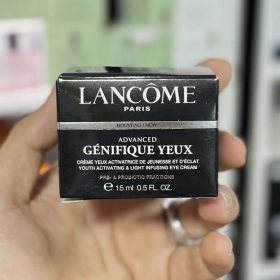 LANCÔME
PARIS
NOUVEAU / NEW
ADVANCED
GÉNIFIQUE YEUX
CRÈME YEUX ACTIVATRICE DE JEUNESSE ET D'ÉCLAT
YOUTH ACTIVATING & LIGHT INFUSING EYE CREAM
PRE- & PROBIOTIC FRACTIONS
℮ 15 ml 0.5 FL. OZ.